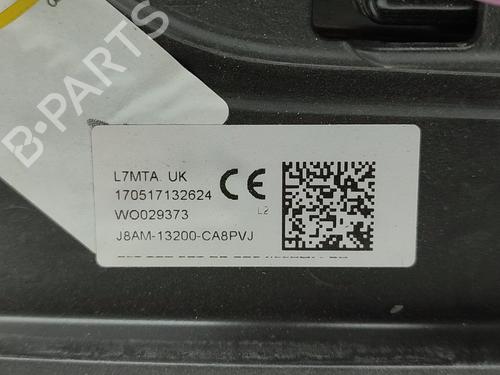 B-PARTS
L7MTA UK
170517132624
WO029373
L2
J8AM-13200-CA8PVJ
CE